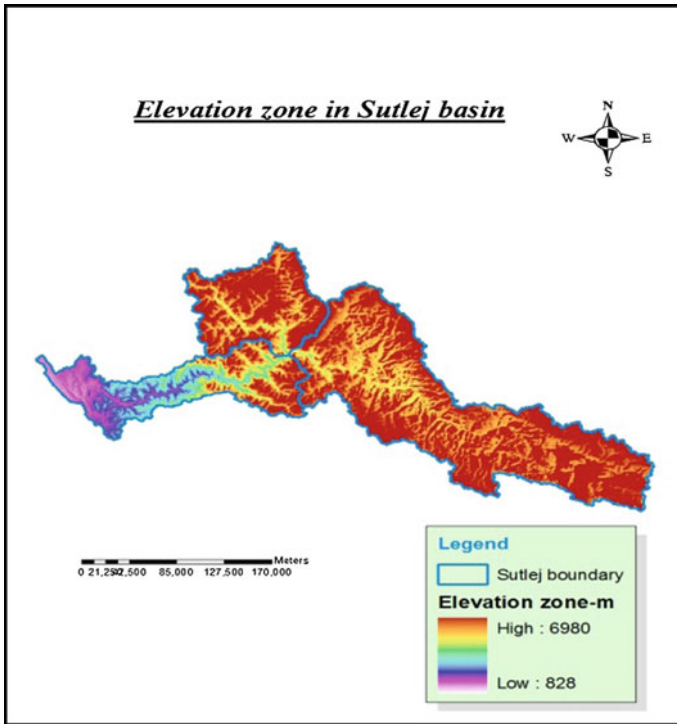 Elevation zone in Sutlej basin
N
W E
S
Meters
0 21,250 42,500 85,000 127,500 170,000
Legend
Sutlej boundary
Elevation zone-m
High : 6980
Low : 828